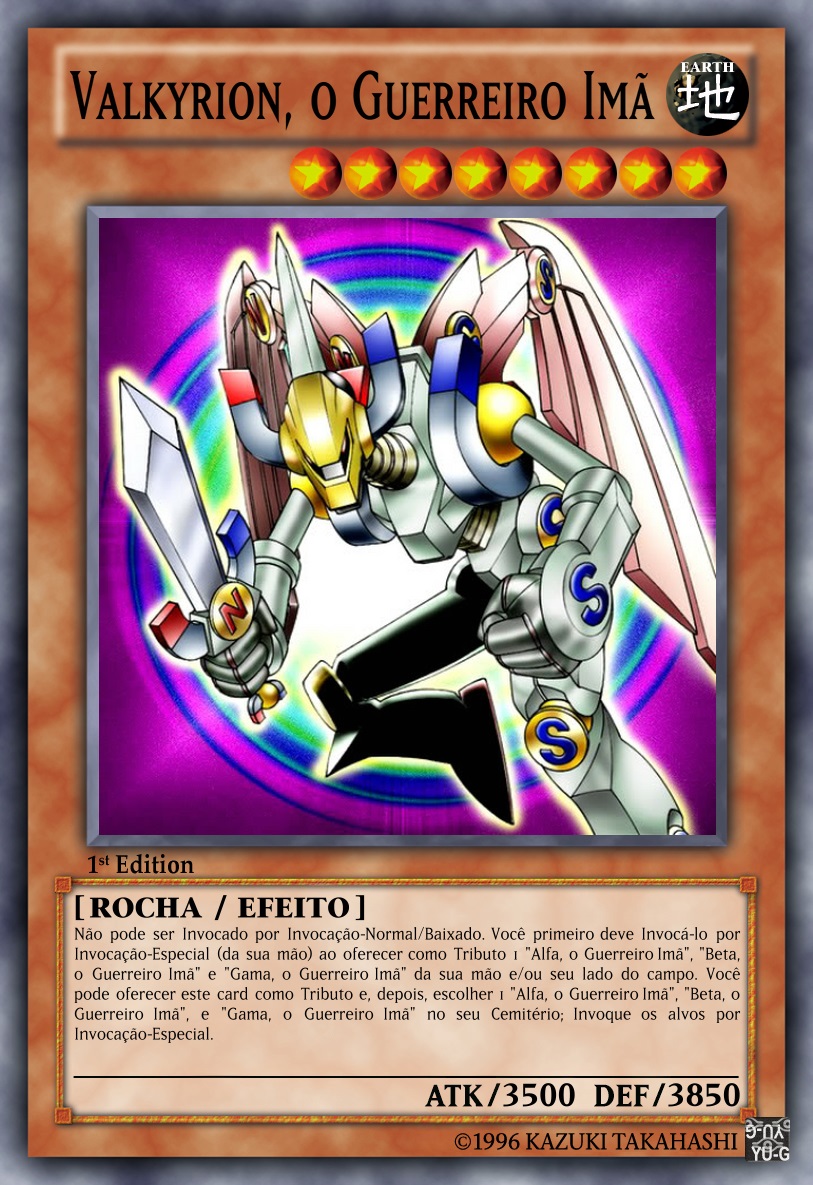 Valkyrion, o Guerreiro Imã
EARTH
地
N
N
S
S
S
N
S
S
1st Edition
[ ROCHA / EFEITO ]
Não pode ser Invocado por Invocação-Normal/Baixado. Você primeiro deve Invocá-lo por
Invocação-Especial (da sua mão) ao oferecer como Tributo 1 "Alfa, o Guerreiro Imã", "Beta,
o Guerreiro Imã" e "Gama, o Guerreiro Imã" da sua mão e/ou seu lado do campo. Você
pode oferecer este card como Tributo e, depois, escolher 1 "Alfa, o Guerreiro Imã", "Beta, o
Guerreiro Imã", e "Gama, o Guerreiro Imã" no seu Cemitério; Invoque os alvos por
Invocação-Especial.
ATK/3500 DEF/3850
©1996 KAZUKI TAKAHASHI
YU-G
YU-G